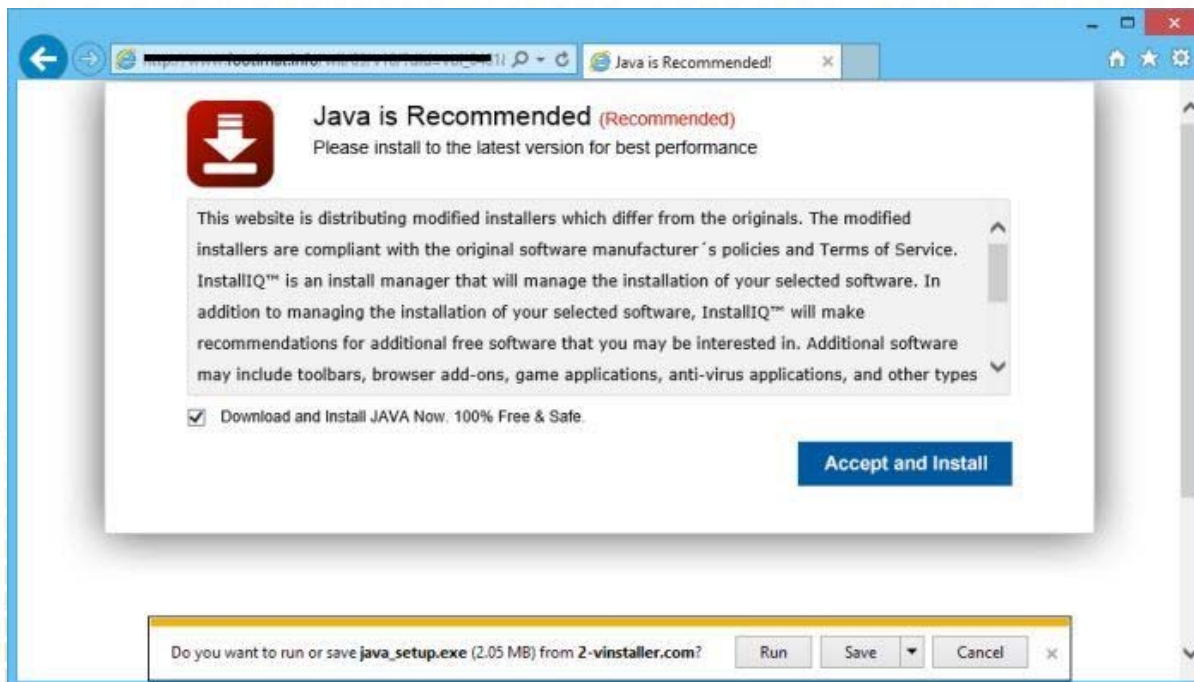 Java is Recommended!
Java is Recommended (Recommended)
Please install to the latest version for best performance
This website is distributing modified installers which differ from the originals. The modified
installers are compliant with the original software manufacturer´s policies and Terms of Service.
InstallIQ™ is an install manager that will manage the installation of your selected software. In
addition to managing the installation of your selected software, InstallIQ™ will make
recommendations for additional free software that you may be interested in. Additional software
may include toolbars, browser add-ons, game applications, anti-virus applications, and other types
Download and Install JAVA Now. 100% Free & Safe.
Accept and Install
Do you want to run or save java_setup.exe (2.05 MB) from 2-vinstaller.com? Run Save Cancel